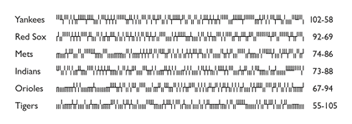 Yankees 102-58
Red Sox 92-69
Mets 74-86
Indians 73-88
Orioles 67-94
Tigers 55-105